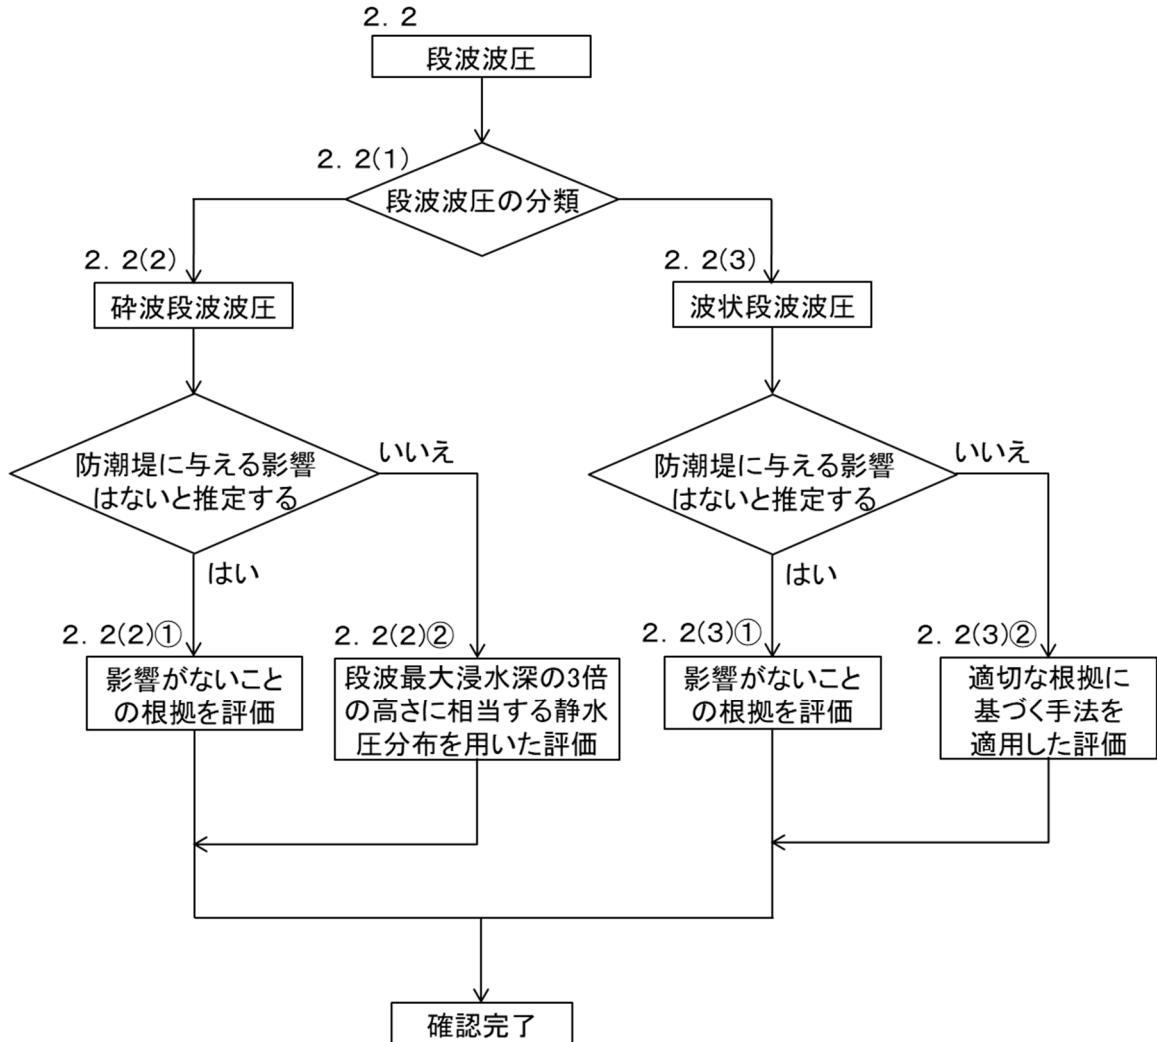 2．2
段波波圧
2．2(1)
段波波圧の分類
2．2(2)
砕波段波波圧
2．2(3)
波状段波波圧
防潮堤に与える影響
はないと推定する
いいえ
はい
防潮堤に与える影響
はないと推定する
いいえ
はい
2．2(2)①
影響がないこと
の根拠を評価
2．2(2)②
段波最大浸水深の3倍
の高さに相当する静水
圧分布を用いた評価
2．2(3)①
影響がないこと
の根拠を評価
2．2(3)②
適切な根拠に
基づく手法を
適用した評価
確認完了